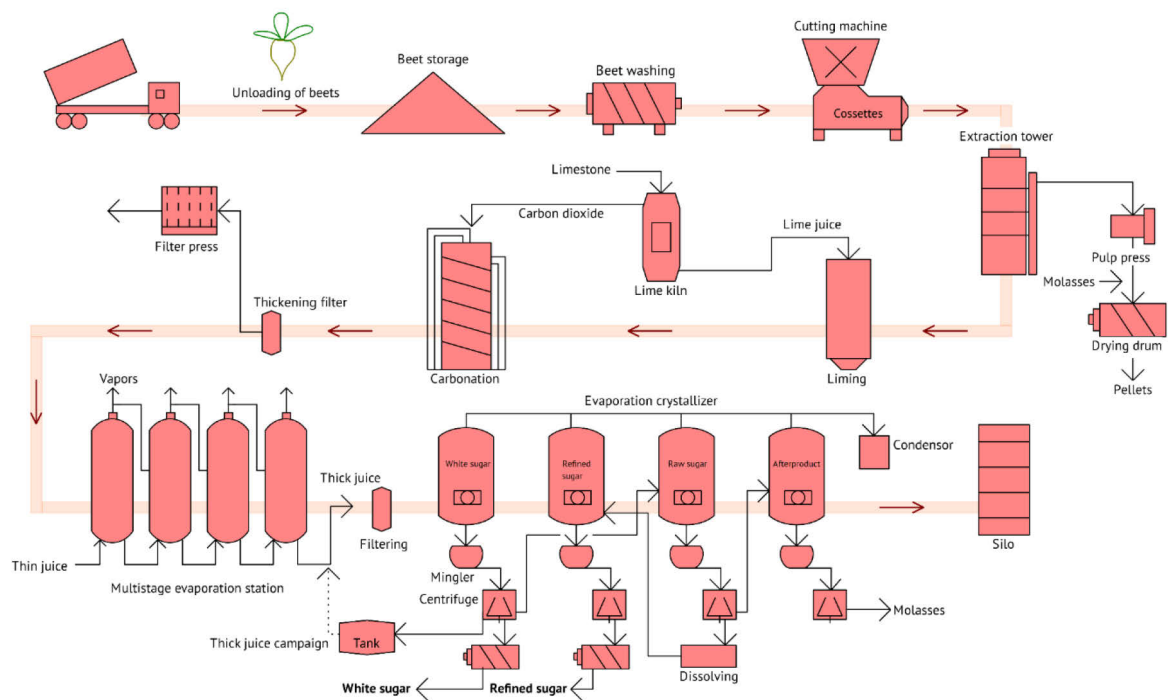 Cutting machine
Beet storage
Beet washing
Unloading of beets
Cossettes
Extraction tower
Limestone
Carbon dioxide
Lime juice
Filter press
Lime kiln
Pulp press
Molasses
Thickening filter
Drying drum
Carbonation
Liming
Pellets
Vapors
Evaporation crystallizer
Condensor
White sugar
Refined
sugar
Raw sugar
Afterproduct
Thick juice
Filtering
Silo
Thin juice
Multistage evaporation station
Mingler
Centrifuge
Molasses
Thick juice campaign
Tank
Dissolving
White sugar
Refined sugar